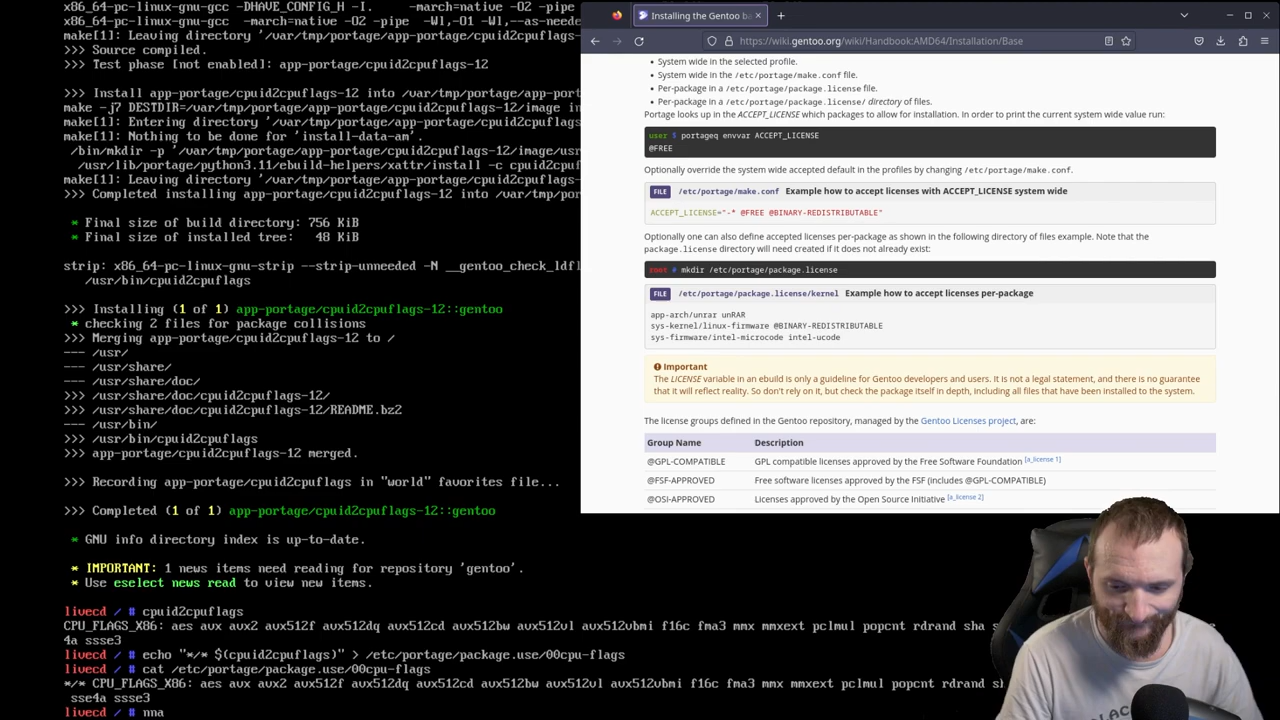 x86_64-pc-linux-gnu-gcc -DHAVE_CONFIG_H -I. -march=native -O2 -pipe
x86_64-pc-linux-gnu-gcc -march=native -O2 -pipe -Wl,-O1 -Wl,--as-neede
make[1]: Leaving directory '/var/tmp/portage/app-portage/cpuid2cpuflags-1
>>> Source compiled.
>>> Test phase [not enabled]: app-portage/cpuid2cpuflags-12
>>> Install app-portage/cpuid2cpuflags-12 into /var/tmp/portage/app-porta
make -j7 DESTDIR=/var/tmp/portage/app-portage/cpuid2cpuflags-12/image in
make[1]: Entering directory '/var/tmp/portage/app-portage/cpuid2cpuflags-
make[1]: Nothing to be done for 'install-data-am'.
/bin/mkdir -p '/var/tmp/portage/app-portage/cpuid2cpuflags-12/image/usr
/usr/lib/portage/python3.11/ebuild-helpers/xattr/install -c cpuid2cpufl
make[1]: Leaving directory '/var/tmp/portage/app-portage/cpuid2cpuflags-1
>>> Completed installing app-portage/cpuid2cpuflags-12 into /var/tmp/port
* Final size of build directory: 756 KiB
* Final size of installed tree: 48 KiB
strip: x86_64-pc-linux-gnu-strip --strip-unneeded -N __gentoo_check_ldfl
/usr/bin/cpuid2cpuflags
>>> Installing (1 of 1) app-portage/cpuid2cpuflags-12::gentoo
* checking 2 files for package collisions
>>> Merging app-portage/cpuid2cpuflags-12 to /
--- /usr/
--- /usr/share/
--- /usr/share/doc/
>>> /usr/share/doc/cpuid2cpuflags-12/
>>> /usr/share/doc/cpuid2cpuflags-12/README.bz2
--- /usr/bin/
>>> /usr/bin/cpuid2cpuflags
>>> app-portage/cpuid2cpuflags-12 merged.
>>> Recording app-portage/cpuid2cpuflags in "world" favorites file...
>>> Completed (1 of 1) app-portage/cpuid2cpuflags-12::gentoo
* GNU info directory index is up-to-date.
* IMPORTANT: 1 news items need reading for repository 'gentoo'.
* Use eselect news read to view new items.
livecd / # cpuid2cpuflags
CPU_FLAGS_X86: aes avx avx2 avx512f avx512dq avx512cd avx512bw avx512vl avx512vbmi f16c fma3 mmx mmxext pclmul popcnt rdrand sha s
4a ssse3
livecd / # echo "*/* $(cpuid2cpuflags)" > /etc/portage/package.use/00cpu-flags
livecd / # cat /etc/portage/package.use/00cpu-flags
*/* CPU_FLAGS_X86: aes avx avx2 avx512f avx512dq avx512cd avx512bw avx512vl avx512vbmi f16c fma3 mmx mmxext pclmul popcnt rdrand s
sse4a ssse3
livecd / # nna
Installing the Gentoo ba
https://wiki.gentoo.org/wiki/Handbook:AMD64/Installation/Base
• System wide in the selected profile.
• System wide in the /etc/portage/make.conf file.
• Per-package in a /etc/portage/package.license file.
• Per-package in a /etc/portage/package.license/ directory of files.
Portage looks up in the ACCEPT_LICENSE which packages to allow for installation. In order to print the current system wide value run:
user $ portageq envvar ACCEPT_LICENSE
@FREE
Optionally override the system wide accepted default in the profiles by changing /etc/portage/make.conf.
FILE /etc/portage/make.conf Example how to accept licenses with ACCEPT_LICENSE system wide
ACCEPT_LICENSE="-* @FREE @BINARY-REDISTRIBUTABLE"
Optionally one can also define accepted licenses per-package as shown in the following directory of files example. Note that the
package.license directory will need created if it does not already exist:
root # mkdir /etc/portage/package.license
FILE /etc/portage/package.license/kernel Example how to accept licenses per-package
app-arch/unrar unRAR
sys-kernel/linux-firmware @BINARY-REDISTRIBUTABLE
sys-firmware/intel-microcode intel-ucode
Important
The LICENSE variable in an ebuild is only a guideline for Gentoo developers and users. It is not a legal statement, and there is no guarantee
that it will reflect reality. So don't rely on it, but check the package itself in depth, including all files that have been installed to the system.
The license groups defined in the Gentoo repository, managed by the Gentoo Licenses project, are:
Group Name Description
@GPL-COMPATIBLE GPL compatible licenses approved by the Free Software Foundation [a_license 1]
@FSF-APPROVED Free software licenses approved by the FSF (includes @GPL-COMPATIBLE)
@OSI-APPROVED Licenses approved by the Open Source Initiative [a_license 2]